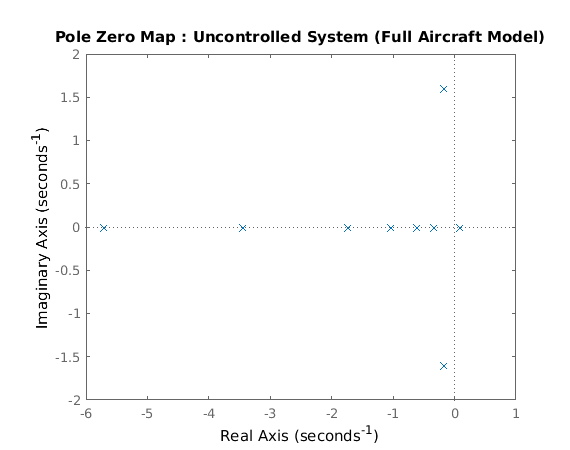 Pole Zero Map : Uncontrolled System (Full Aircraft Model)
2
1.5
1
0.5
0
-0.5
-1
-1.5
-2
Imaginary Axis (seconds-1)
-6 -5 -4 -3 -2 -1 0 1
Real Axis (seconds-1)